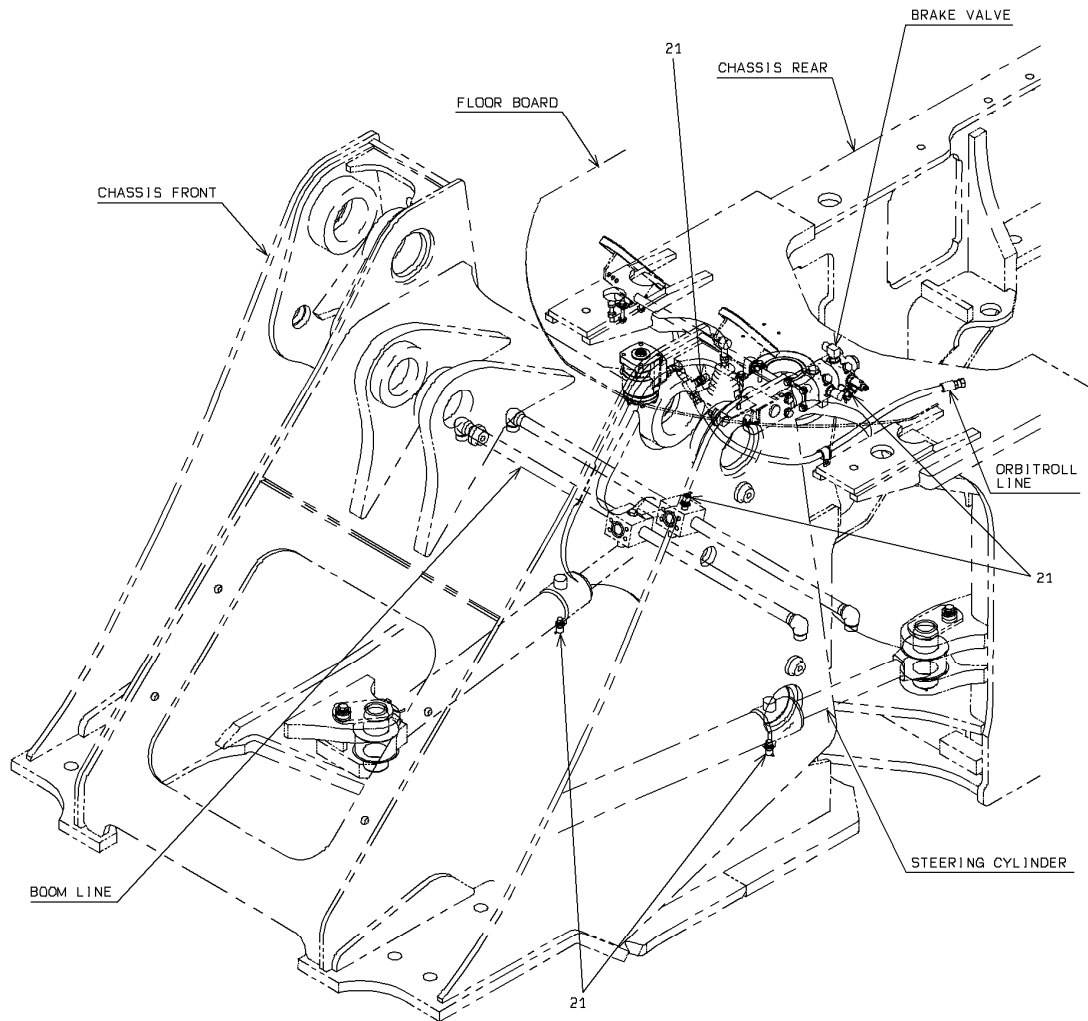 BRAKE VALVE
21
CHASSIS REAR
FLOOR BOARD
CHASSIS FRONT
ORBITROLL
LINE
21
STEERING CYLINDER
BOOM LINE
21